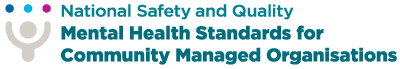 National Safety and Quality
Mental Health Standards for
Community Managed Organisations